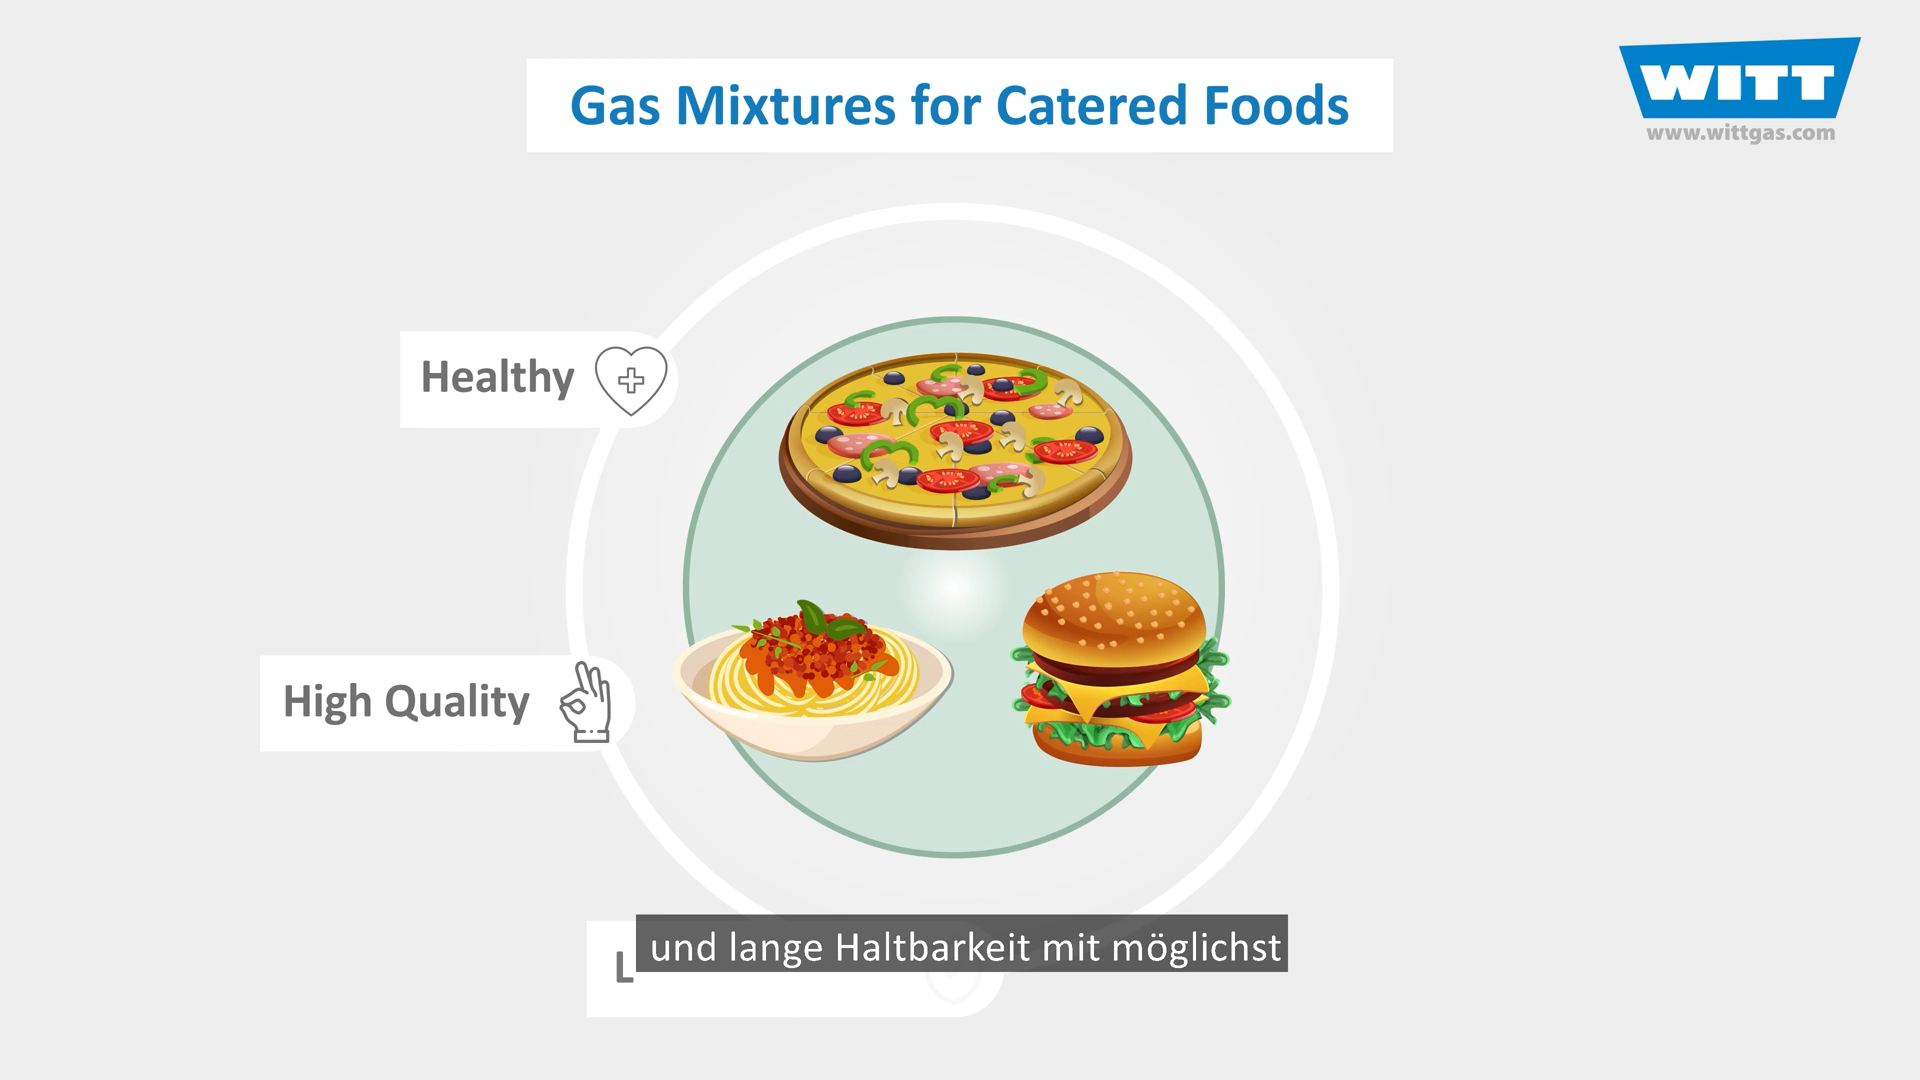 Gas Mixtures for Catered Foods
WITT
www.wittgas.com
Healthy
High Quality
L
und lange Haltbarkeit mit möglichst